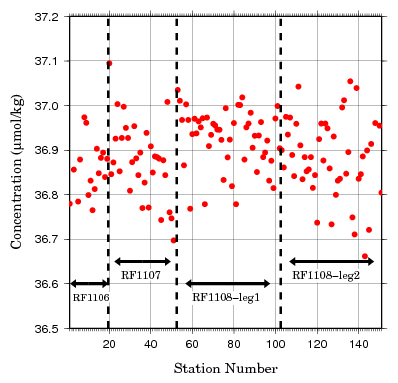 37.2
37.1
37.0
36.9
36.8
36.7
36.6
36.5
Concentration (μmol/kg)
RF1106
RF1107
RF1108–leg1
RF1108–leg2
20 40 60 80 100 120 140
Station Number